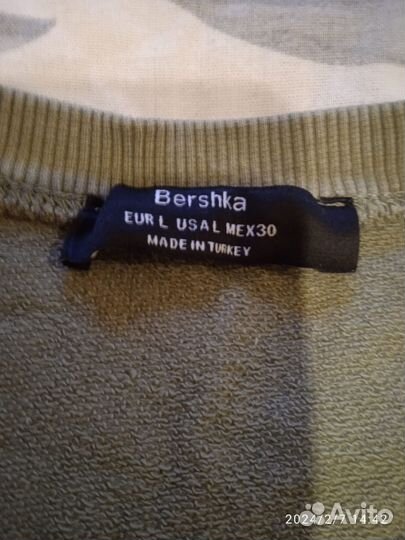 Bershka
EUR L USA L MEX30
MADE IN TURKEY
2024/2/7 14:42
Avito